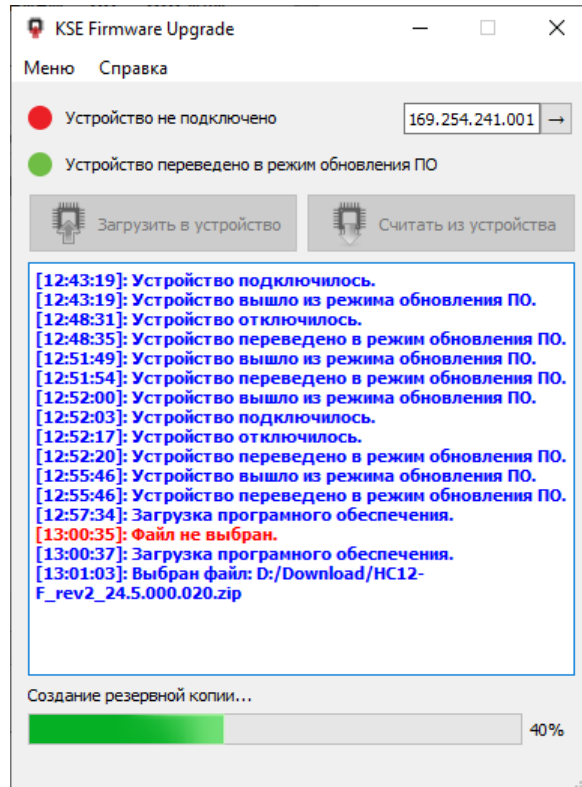 KSE Firmware Upgrade
Меню Справка
Устройство не подключено 169.254.241.001 →
Устройство переведено в режим обновления ПО
Загрузить в устройство Считать из устройства
[12:43:19]: Устройство подключилось.
[12:43:19]: Устройство вышло из режима обновления ПО.
[12:48:31]: Устройство отключилось.
[12:48:35]: Устройство переведено в режим обновления ПО.
[12:51:49]: Устройство вышло из режима обновления ПО.
[12:51:54]: Устройство переведено в режим обновления ПО.
[12:52:00]: Устройство вышло из режима обновления ПО.
[12:52:03]: Устройство подключилось.
[12:52:17]: Устройство отключилось.
[12:52:20]: Устройство переведено в режим обновления ПО.
[12:55:46]: Устройство вышло из режима обновления ПО.
[12:55:46]: Устройство переведено в режим обновления ПО.
[12:57:34]: Загрузка програмного обеспечения.
[13:00:35]: Файл не выбран.
[13:00:37]: Загрузка програмного обеспечения.
[13:01:03]: Выбран файл: D:/Download/HC12-
F_rev2_24.5.000.020.zip
Создание резервной копии...
40%